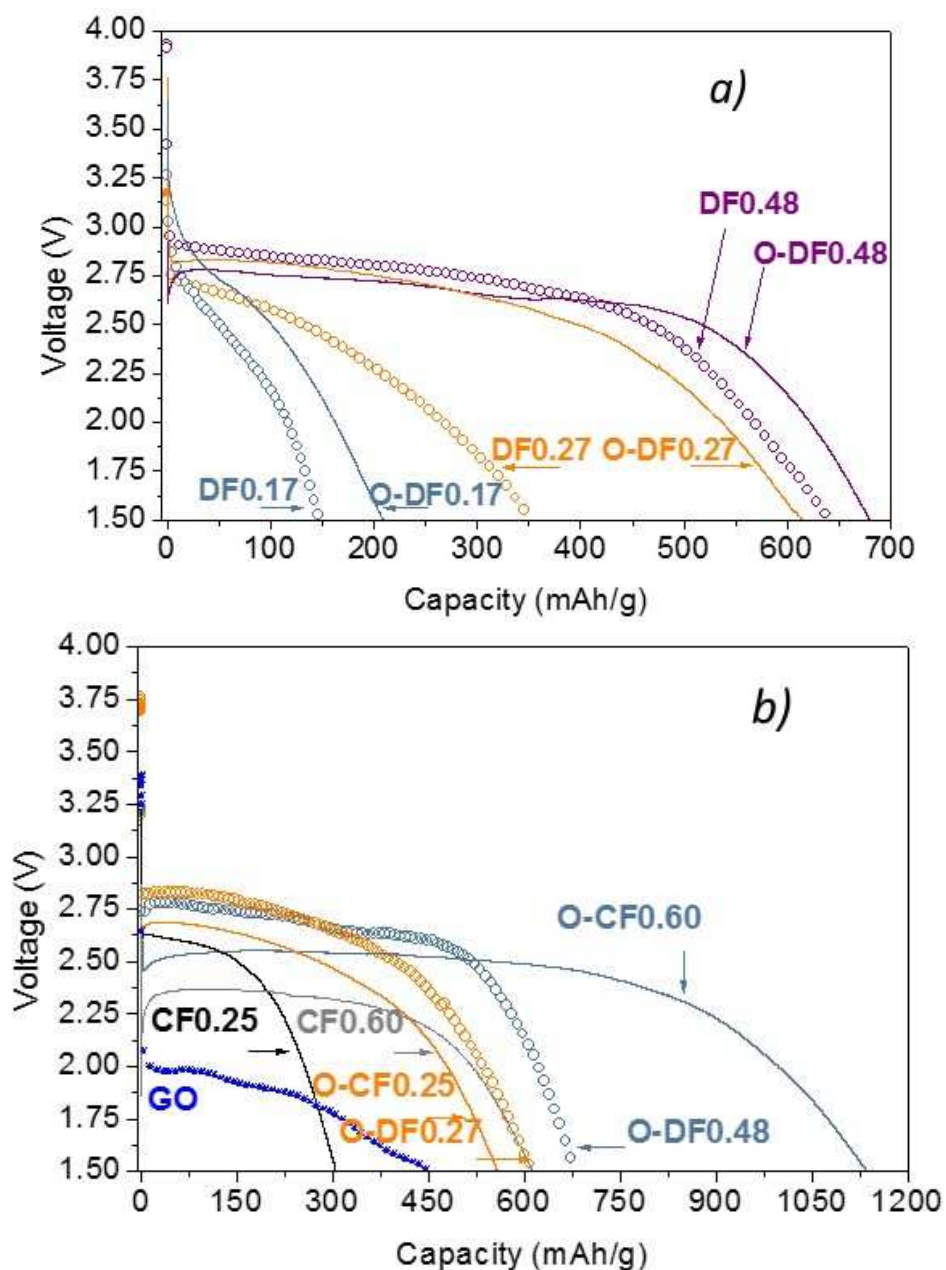 a)
4.00
3.75
3.50
3.25
3.00
2.75
2.50
2.25
2.00
1.75
1.50
Voltage (V)
DF0.48
O-DF0.48
DF0.27 O-DF0.27
DF0.17 O-DF0.17
0 100 200 300 400 500 600 700
Capacity (mAh/g)
b)
4.00
3.75
3.50
3.25
3.00
2.75
2.50
2.25
2.00
1.75
1.50
Voltage (V)
O-CF0.60
CF0.25 CF0.60
GO
O-CF0.25
O-DF0.27 O-DF0.48
0 150 300 450 600 750 900 1050 1200
Capacity (mAh/g)